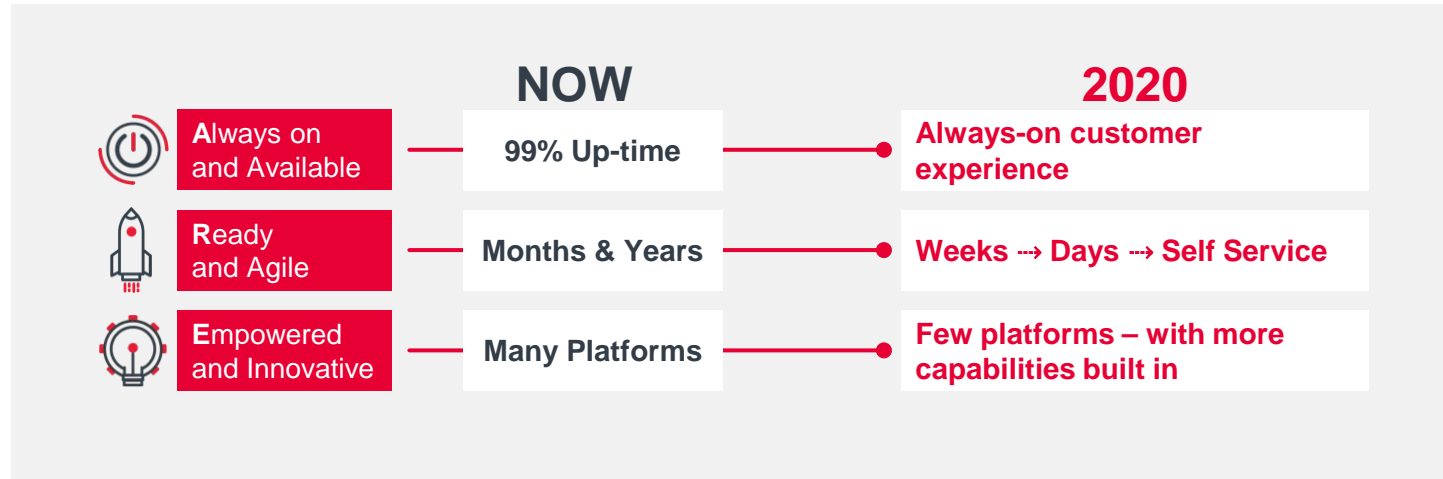 NOW
2020
Always on
and Available
99% Up-time
Always-on customer
experience
Ready
and Agile
Months & Years
Weeks ⤏ Days ⤏ Self Service
Empowered
and Innovative
Many Platforms
Few platforms – with more
capabilities built in